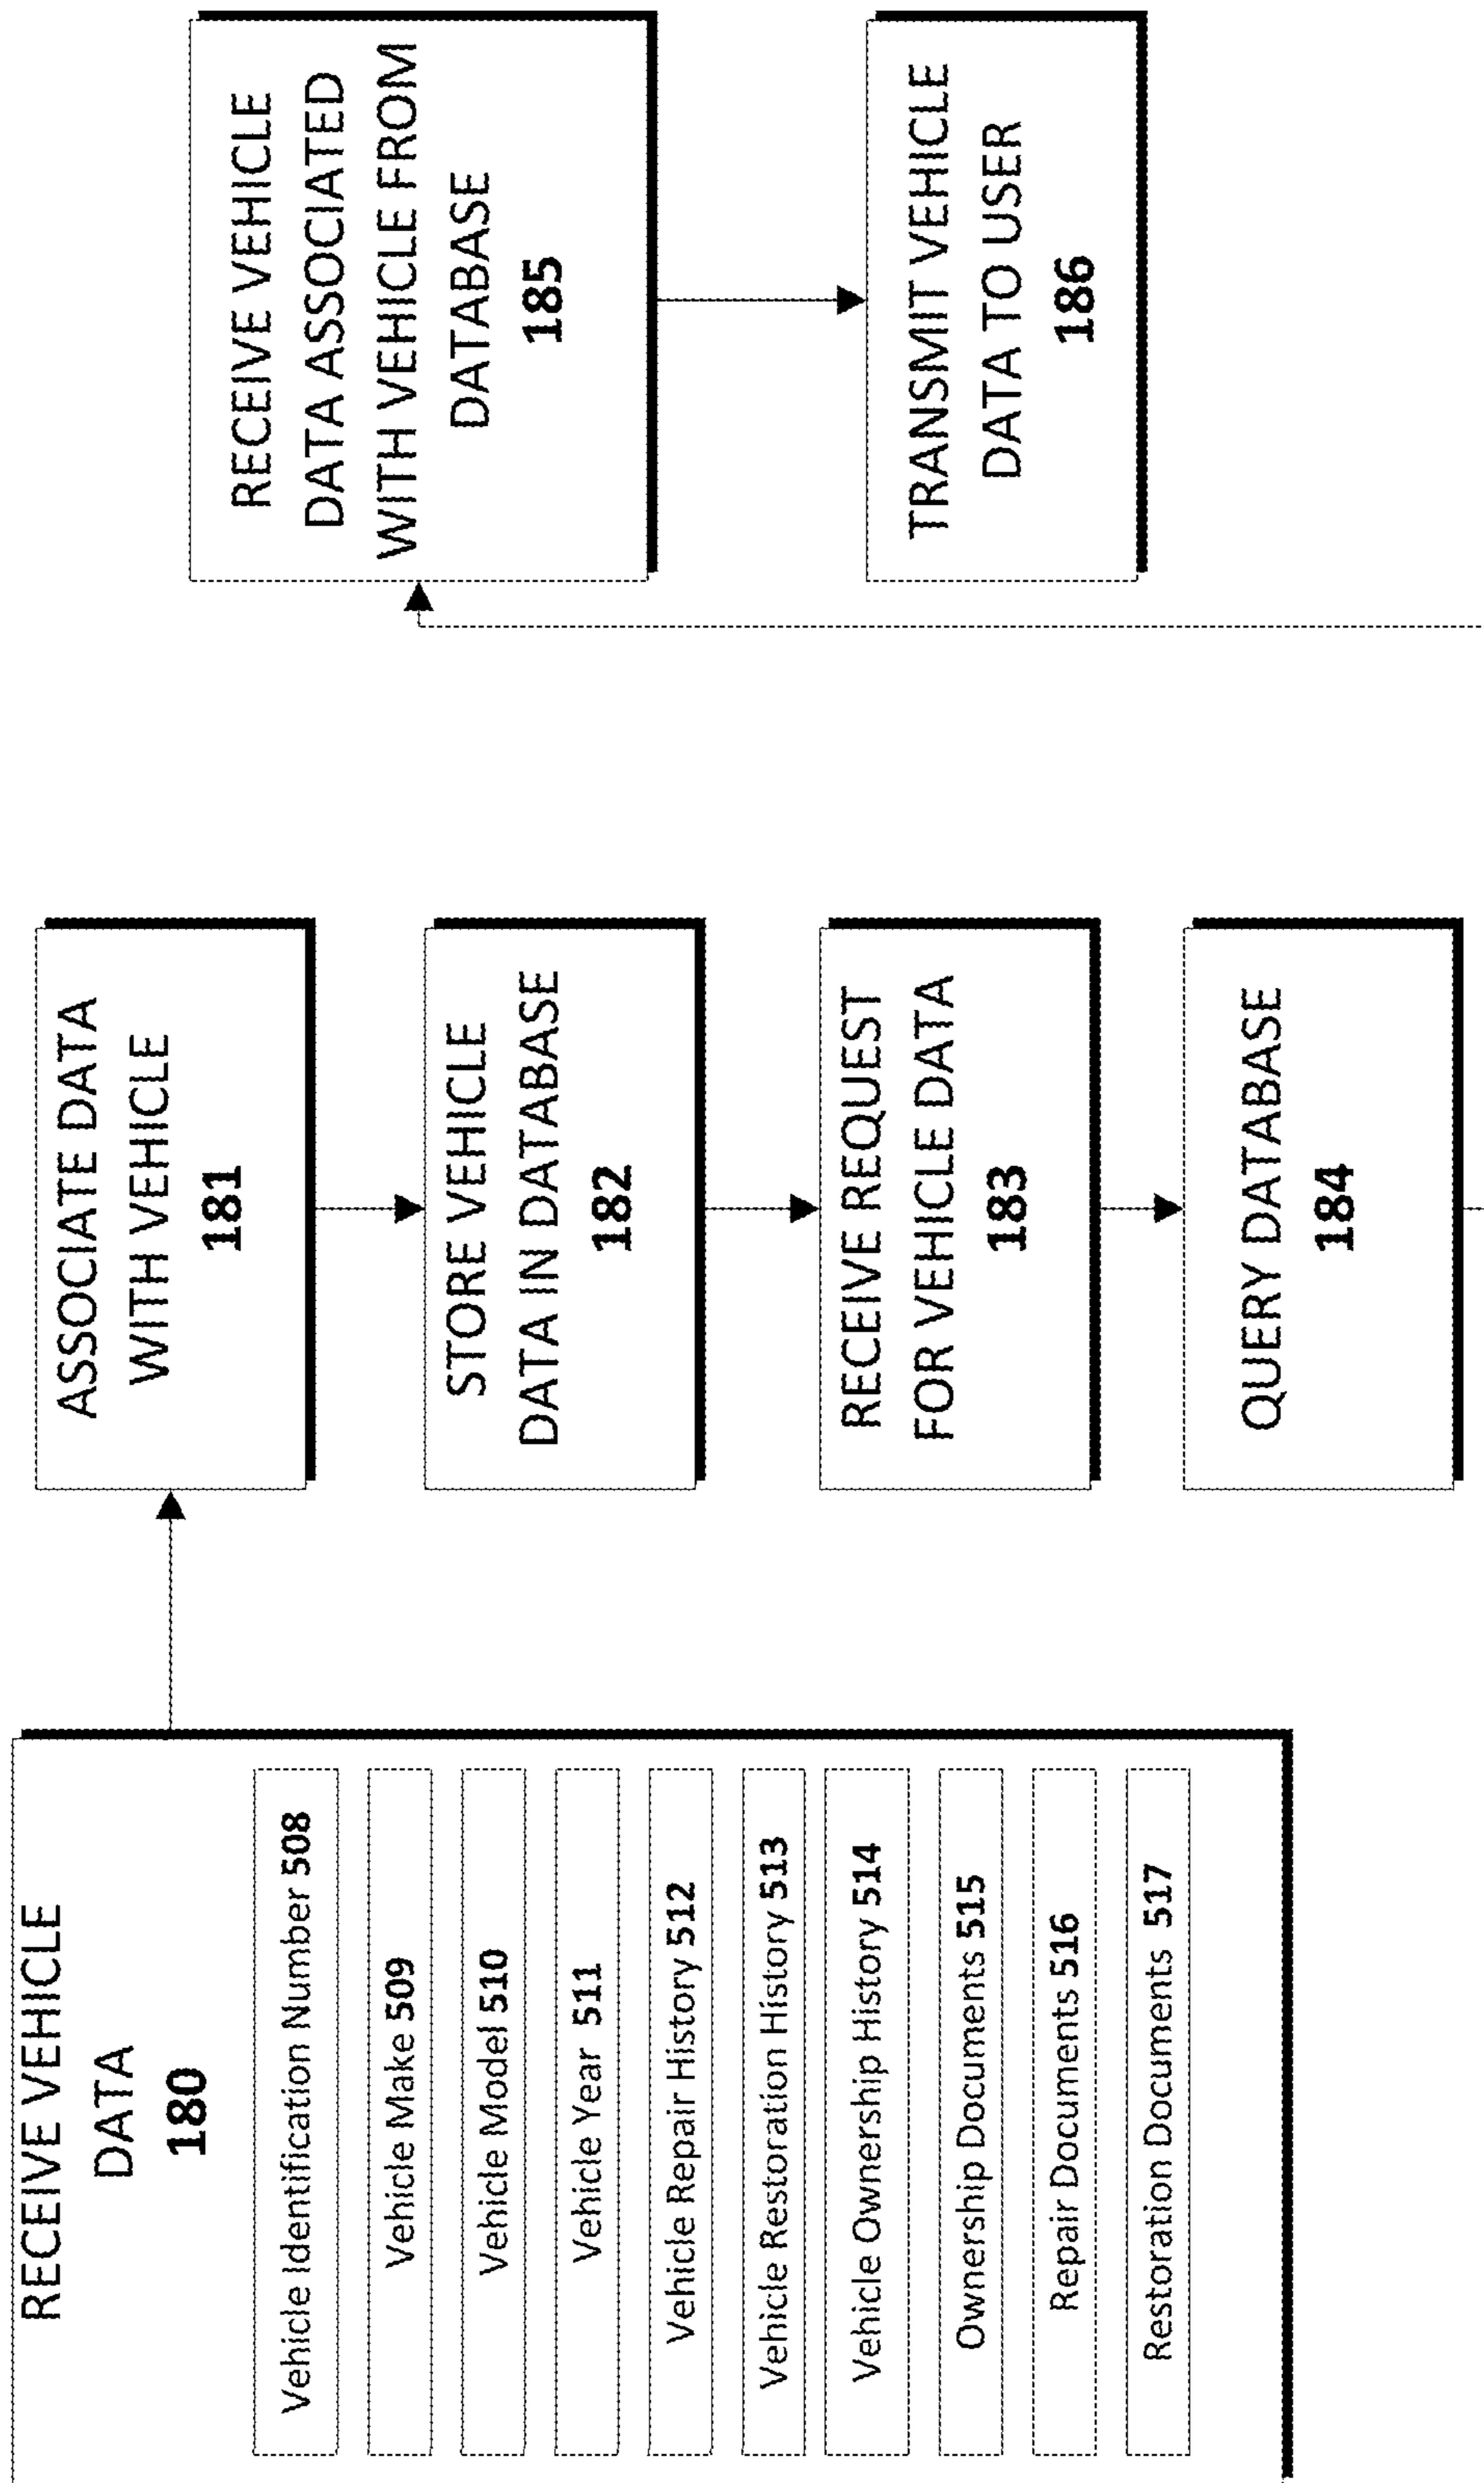 RECEIVE VEHICLE
DATA
180
Vehicle Identification Number 508
Vehicle Make 509
Vehicle Model 510
Vehicle Year 511
Vehicle Repair History 512
Vehicle Restoration History 513
Vehicle Ownership History 514
Ownership Documents 515
Repair Documents 516
Restoration Documents 517
ASSOCIATE DATA
WITH VEHICLE
181
STORE VEHICLE
DATA IN DATABASE
182
RECEIVE REQUEST
FOR VEHICLE DATA
183
QUERY DATABASE
184
RECEIVE VEHICLE
DATA ASSOCIATED
WITH VEHICLE FROM
DATABASE
185
TRANSMIT VEHICLE
DATA TO USER
186